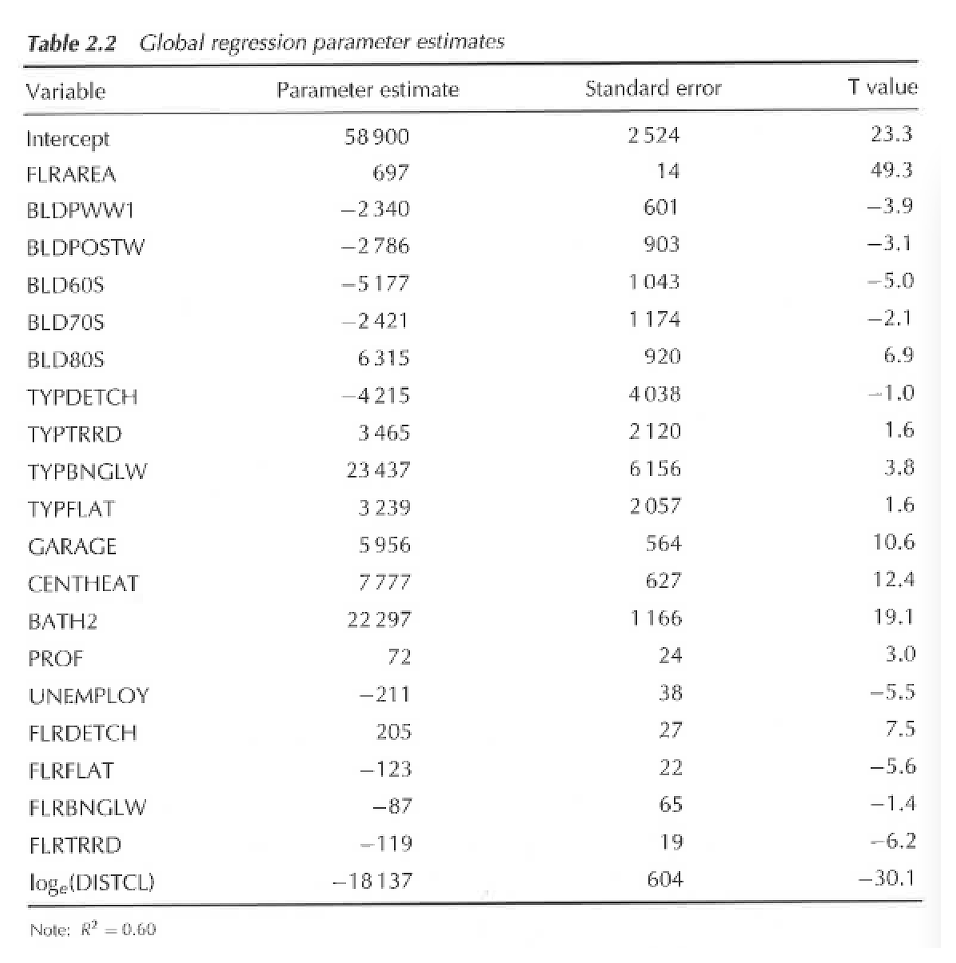 Table 2.2 Global regression parameter estimates
Variable Parameter estimate Standard error T value
Intercept 58 900 2 524 23.3
FLRAREA 697 14 49.3
BLDPWW1 −2 340 601 −3.9
BLDPOSTW −2 786 903 −3.1
BLD60S −5 177 1 043 −5.0
BLD70S −2 421 1 174 −2.1
BLD80S 6 315 920 6.9
TYPDETCH −4 215 4 038 −1.0
TYPTRRD 3 465 2 120 1.6
TYPBNGLW 23 437 6 156 3.8
TYPFLAT 3 239 2 057 1.6
GARAGE 5 956 564 10.6
CENTHEAT 7 777 627 12.4
BATH2 22 297 1 166 19.1
PROF 72 24 3.0
UNEMPLOY −211 38 −5.5
FLRDETCH 205 27 7.5
FLRFLAT −123 22 −5.6
FLRBNGLW −87 65 −1.4
FLRTRRD −119 19 −6.2
logₑ(DISTCL) −18 137 604 −30.1
Note: R² = 0.60